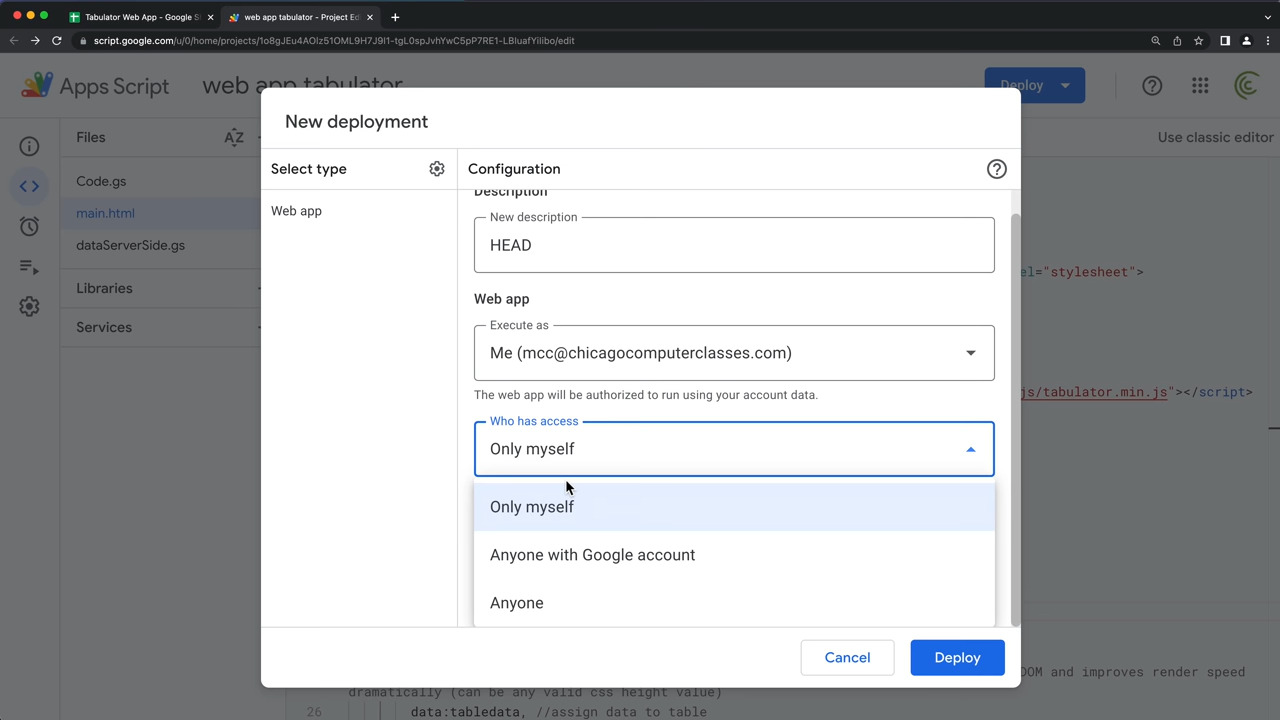 Tabulator Web App - Google S
web app tabulator - Project Edi
script.google.com/u/0/home/projects/1o8gJEu4AOlz51OML9H7J9I1-tgL0spJvhYwC5pP7RE1-LBIuafYilibo/edit
Apps Script
web app tabulator
Deploy
Files
AZ
Use classic editor
Code.gs
main.html
dataServerSide.gs
Libraries
Services
New deployment
Select type
Configuration
Web app
Description
New description
HEAD
Web app
Execute as
Me (mcc@chicagocomputerclasses.com)
The web app will be authorized to run using your account data.
Who has access
Only myself
Only myself
Anyone with Google account
Anyone
Cancel
Deploy
el="stylesheet">
js/tabulator.min.js"></script>
OM and improves render speed
dramatically (can be any valid css height value)
26 data:tabledata, //assign data to table